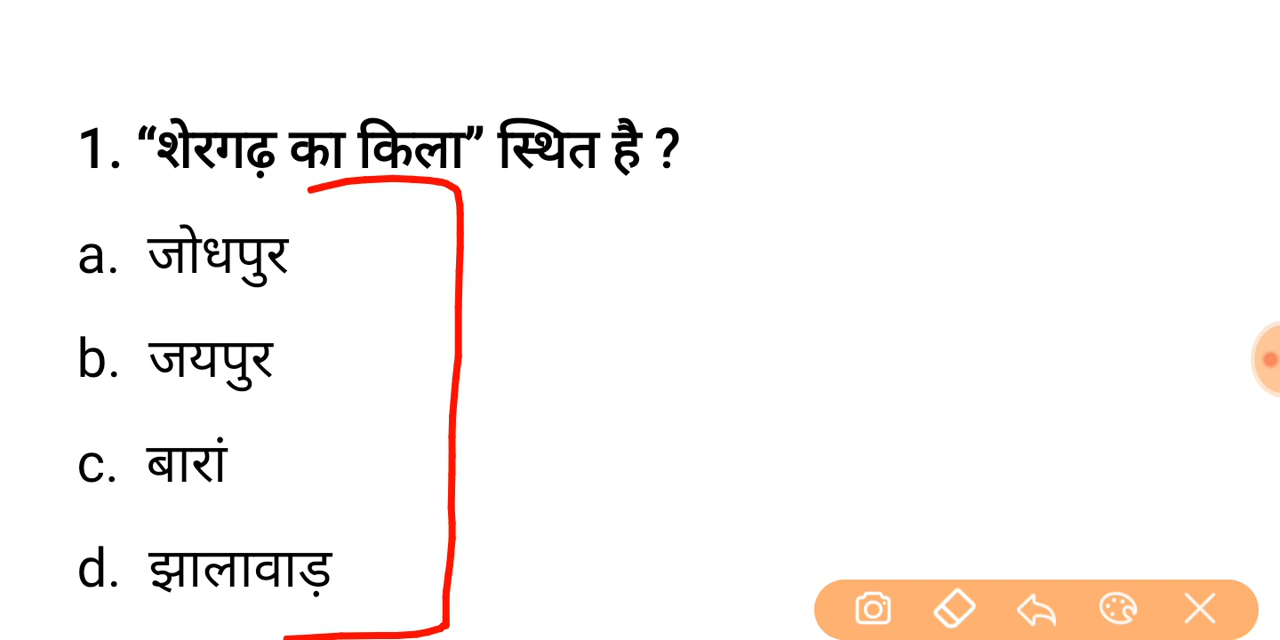 1. “शेरगढ़ का किला” स्थित है ?
a. जोधपुर
b. जयपुर
c. बारां
d. झालावाड़